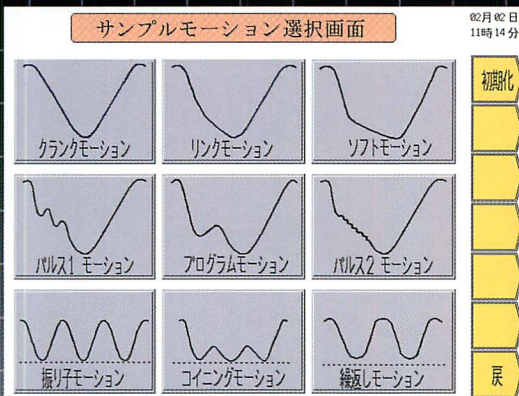 サンプルモーション選択画面
02月02日
11時14分
初期化
クランクモーション
リンクモーション
ソフトモーション
パルス1 モーション
プログラムモーション
パルス2 モーション
振り子モーション
コイニングモーション
繰返しモーション
戻